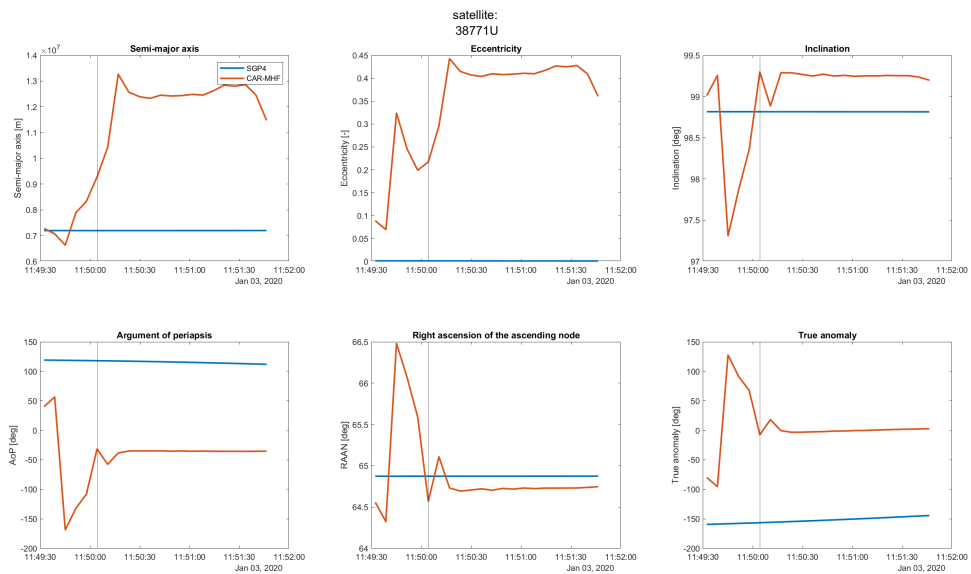 satellite:
38771U
Semi-major axis
×10^7
1.4
1.3
1.2
1.1
1
0.9
0.8
0.7
0.6
Semi-major axis [m]
SGP4
CAR-MHF
11:49:30 11:50:00 11:50:30 11:51:00 11:51:30 11:52:00
Jan 03, 2020
Eccentricity
0.45
0.4
0.35
0.3
0.25
0.2
0.15
0.1
0.05
0
Eccentricity [-]
11:49:30 11:50:00 11:50:30 11:51:00 11:51:30 11:52:00
Jan 03, 2020
Inclination
99.5
99
98.5
98
97.5
97
Inclination [deg]
11:49:30 11:50:00 11:50:30 11:51:00 11:51:30 11:52:00
Jan 03, 2020
Argument of periapsis
150
100
50
0
-50
-100
-150
-200
AoP [deg]
11:49:30 11:50:00 11:50:30 11:51:00 11:51:30 11:52:00
Jan 03, 2020
Right ascension of the ascending node
66.5
66
65.5
65
64.5
64
RAAN [deg]
11:49:30 11:50:00 11:50:30 11:51:00 11:51:30 11:52:00
Jan 03, 2020
True anomaly
150
100
50
0
-50
-100
-150
-200
True anomaly [deg]
11:49:30 11:50:00 11:50:30 11:51:00 11:51:30 11:52:00
Jan 03, 2020